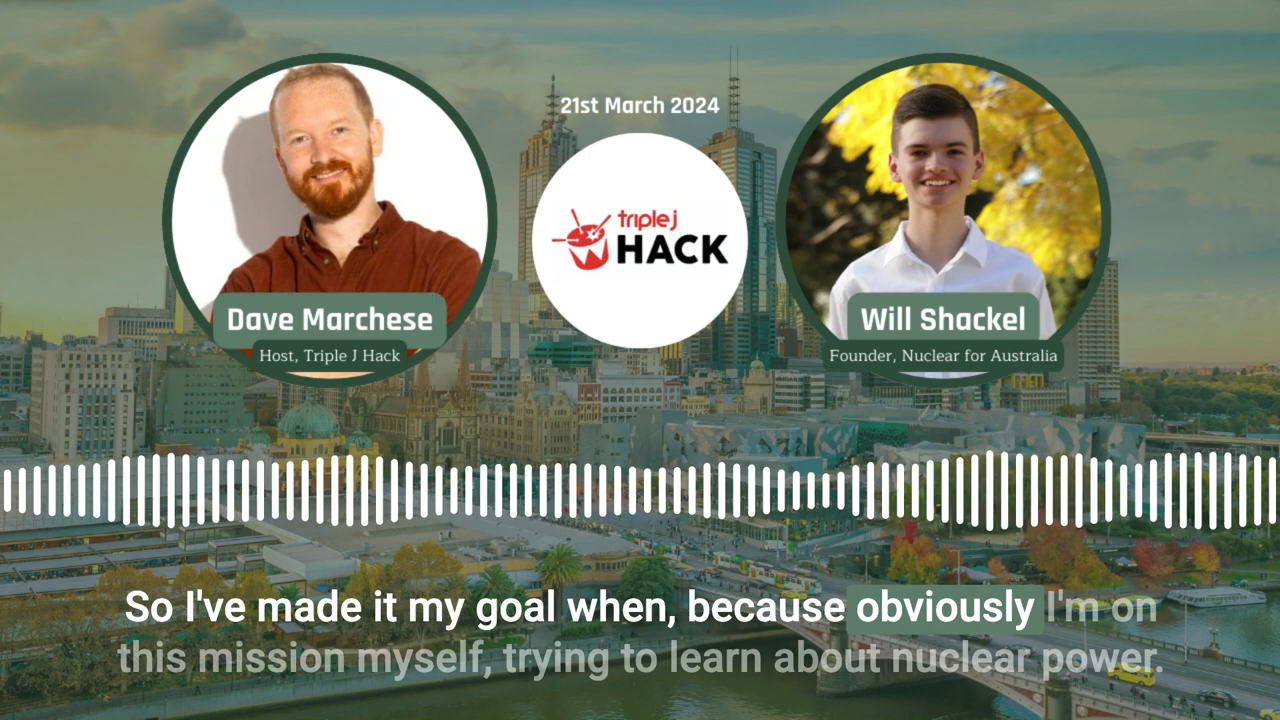 21st March 2024
triple j
HACK
Dave Marchese
Host, Triple J Hack
Will Shackel
Founder, Nuclear for Australia
So I've made it my goal when, because obviously I'm on
this mission myself, trying to learn about nuclear power.